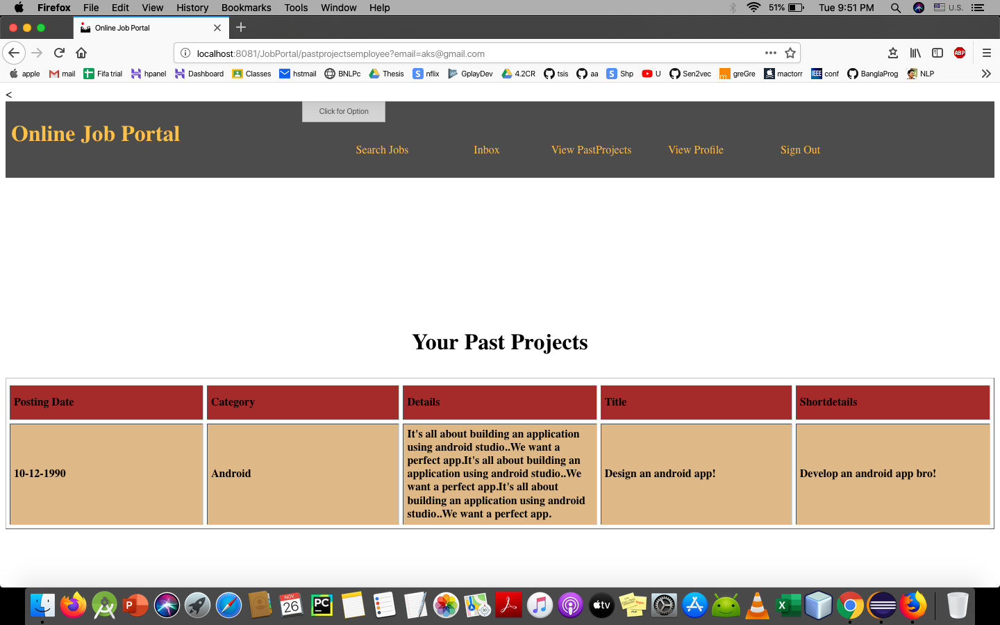 Firefox File Edit View History Bookmarks Tools Window Help 51% Tue 9:51 PM U.S.
Online Job Portal
localhost:8081/JobPortal/pastprojectsemployee?email=aks@gmail.com ABP
apple mail Fifa trial hpanel Dashboard Classes hstmail BNLPc Thesis nflix GplayDev 4.2CR tsis aa Shp U Sen2vec greGre mactorr conf BanglaProg NLP
<
Click for Option
Online Job Portal
Search Jobs Inbox View PastProjects View Profile Sign Out
Your Past Projects
Posting Date Category Details Title Shortdetails
10-12-1990 Android
It's all about building an application
using android studio..We want a
perfect app.It's all about building an
application using android studio..We
want a perfect app.It's all about
building an application using android
studio..We want a perfect app.
Design an android app! Develop an android app bro!
NOV
26
PC
tv